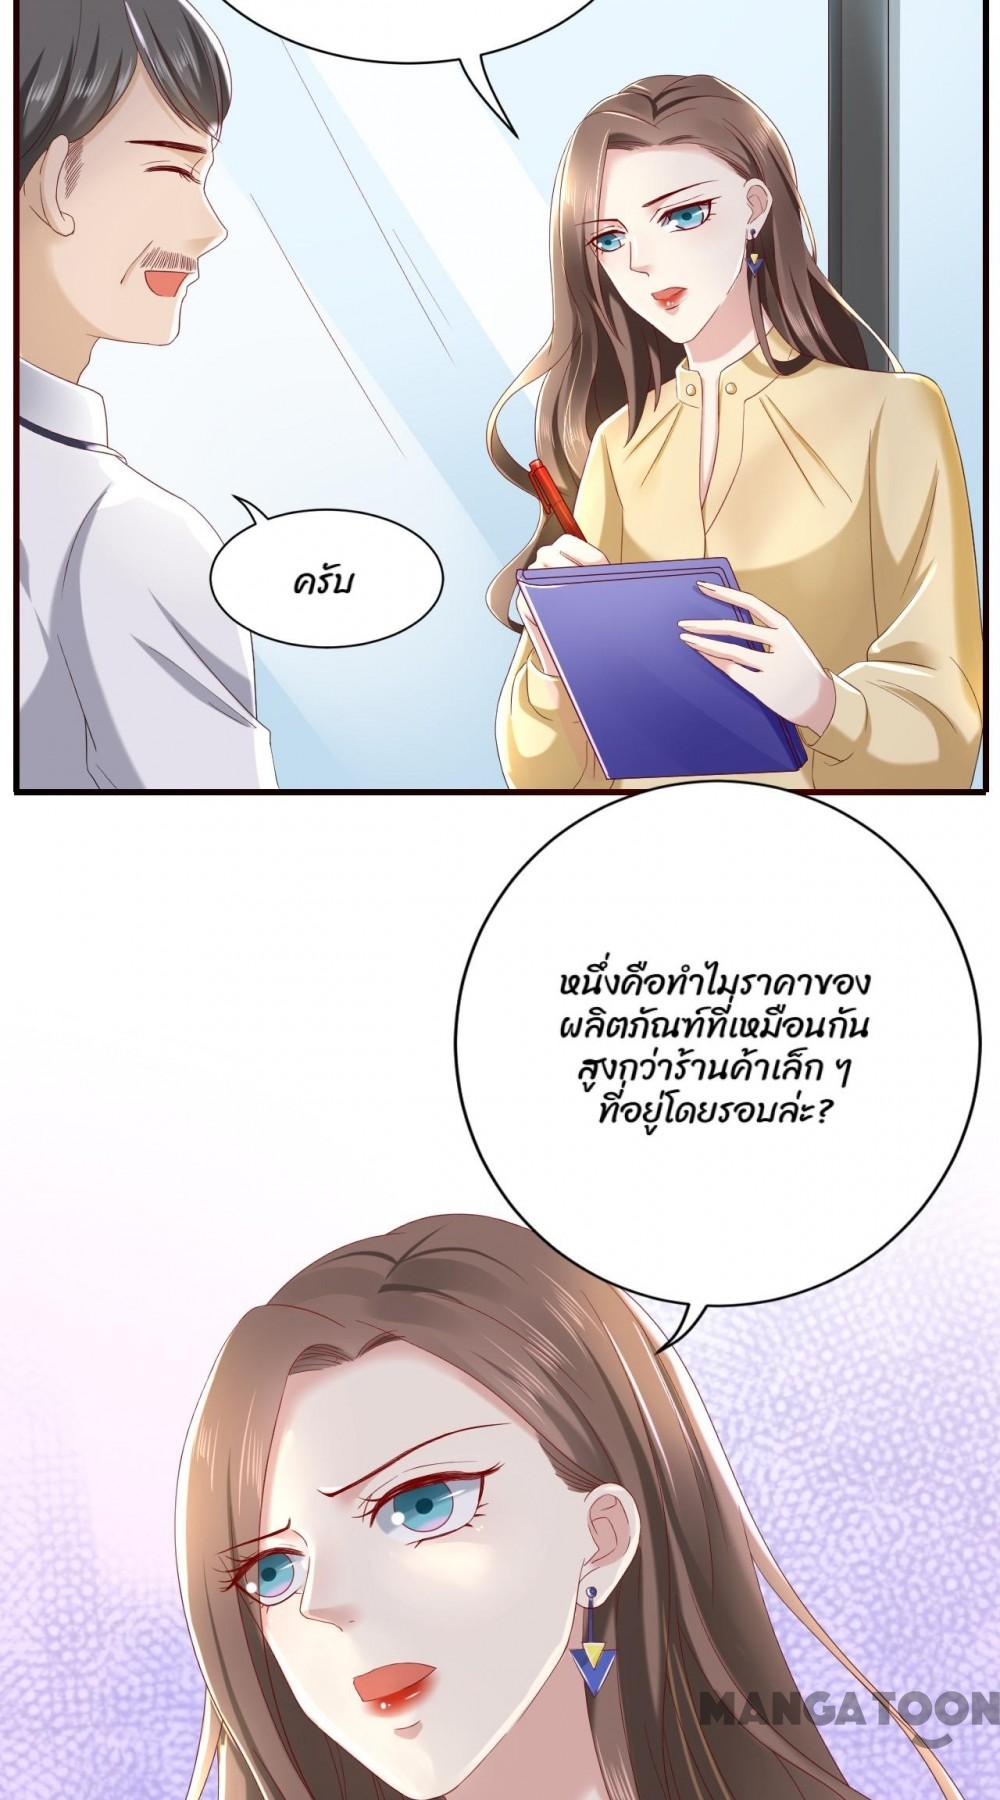 ครับ
หนึ่งคือทำไมราคาของ
ผลิตภัณฑ์ที่เหมือนกัน
สูงกว่าร้านค้าเล็ก ๆ
ที่อยู่โดยรอบล่ะ?
MANGATOON